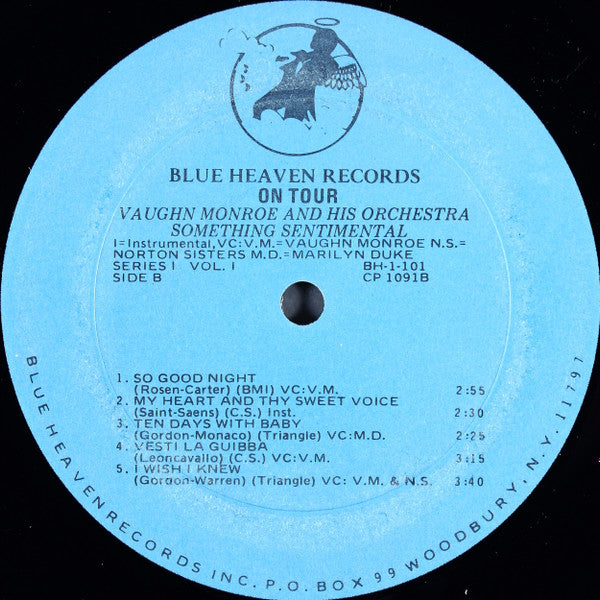 BLUE HEAVEN RECORDS
ON TOUR
VAUGHN MONROE AND HIS ORCHESTRA
SOMETHING SENTIMENTAL
I=Instrumental,VC:V.M.=VAUGHN MONROE N.S.=
NORTON SISTERS M.D.=MARILYN DUKE
SERIES I VOL. I BH-1-101
SIDE B CP 1091B
1. SO GOOD NIGHT
(Rosen-Carter) (BMI) VC:V.M. 2:55
2. MY HEART AND THY SWEET VOICE
(Saint-Saens) (C.S.) Inst. 2:30
3. TEN DAYS WITH BABY
(Gordon-Monaco) (Triangle) VC:M.D. 2:25
4. VESTI LA GUIBBA
(Leoncavallo) (C.S.) VC:V.M. 3:15
5. I WISH I KNEW
(Gordon-Warren) (Triangle) VC: V.M. & N.S. 3:40
BLUE HEAVEN RECORDS INC. P.O. BOX 99 WOODBURY, N.Y. 11797